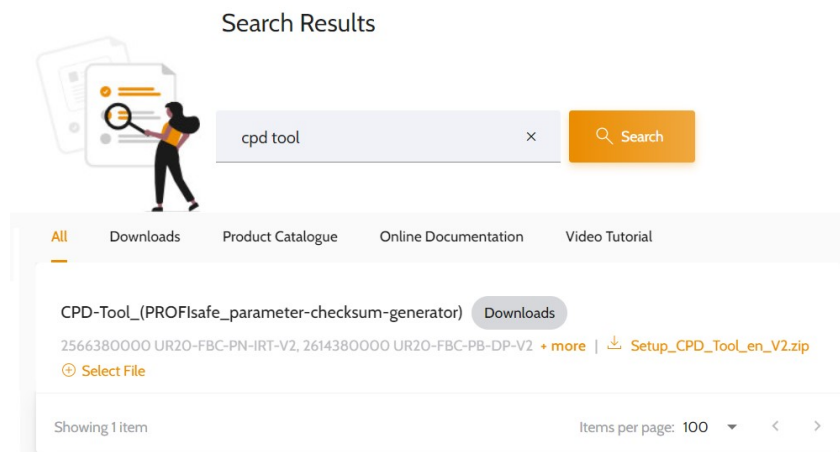 Search Results
cpd tool × Search
All Downloads Product Catalogue Online Documentation Video Tutorial
CPD-Tool_(PROFIsafe_parameter-checksum-generator) Downloads
2566380000 UR20-FBC-PN-IRT-V2, 2614380000 UR20-FBC-PB-DP-V2 + more | Setup_CPD_Tool_en_V2.zip
Select File
Showing 1 item Items per page: 100